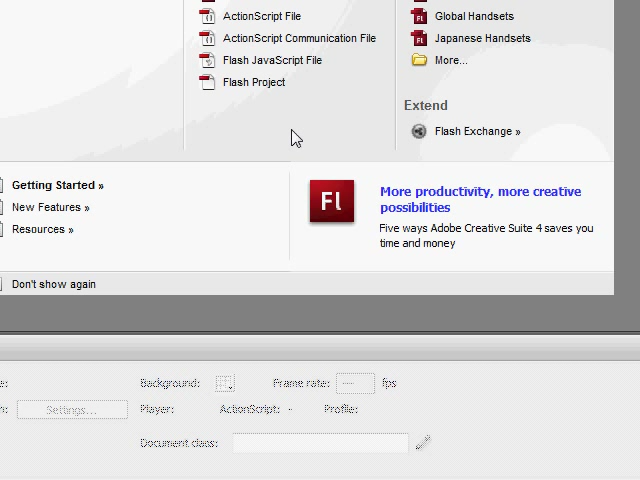 ActionScript File
ActionScript Communication File
Flash JavaScript File
Flash Project
Global Handsets
Japanese Handsets
More...
Extend
Flash Exchange »
Getting Started »
New Features »
Resources »
Fl
More productivity, more creative
possibilities
Five ways Adobe Creative Suite 4 saves you
time and money
Don't show again
Background:
Frame rate:
fps
Settings...
Player:
ActionScript: -
Profile:
Document class: